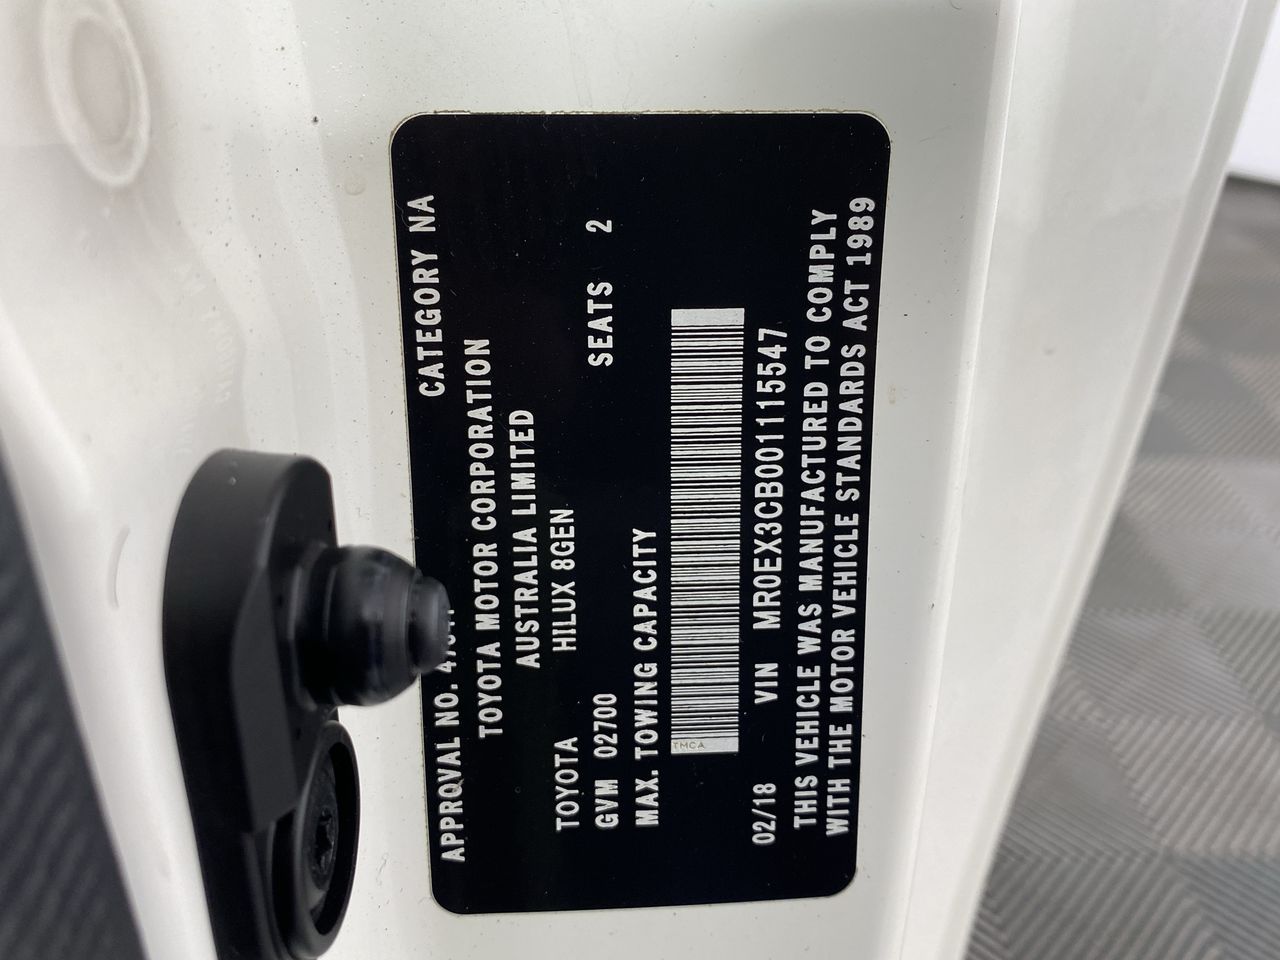 APPROVAL NO. CATEGORY NA
TOYOTA MOTOR CORPORATION
AUSTRALIA LIMITED
TOYOTA HILUX 8GEN
GVM 02700 SEATS 2
MAX. TOWING CAPACITY
TMCA
02/18 VIN MR0EX3CB001115547
THIS VEHICLE WAS MANUFACTURED TO COMPLY
WITH THE MOTOR VEHICLE STANDARDS ACT 1989